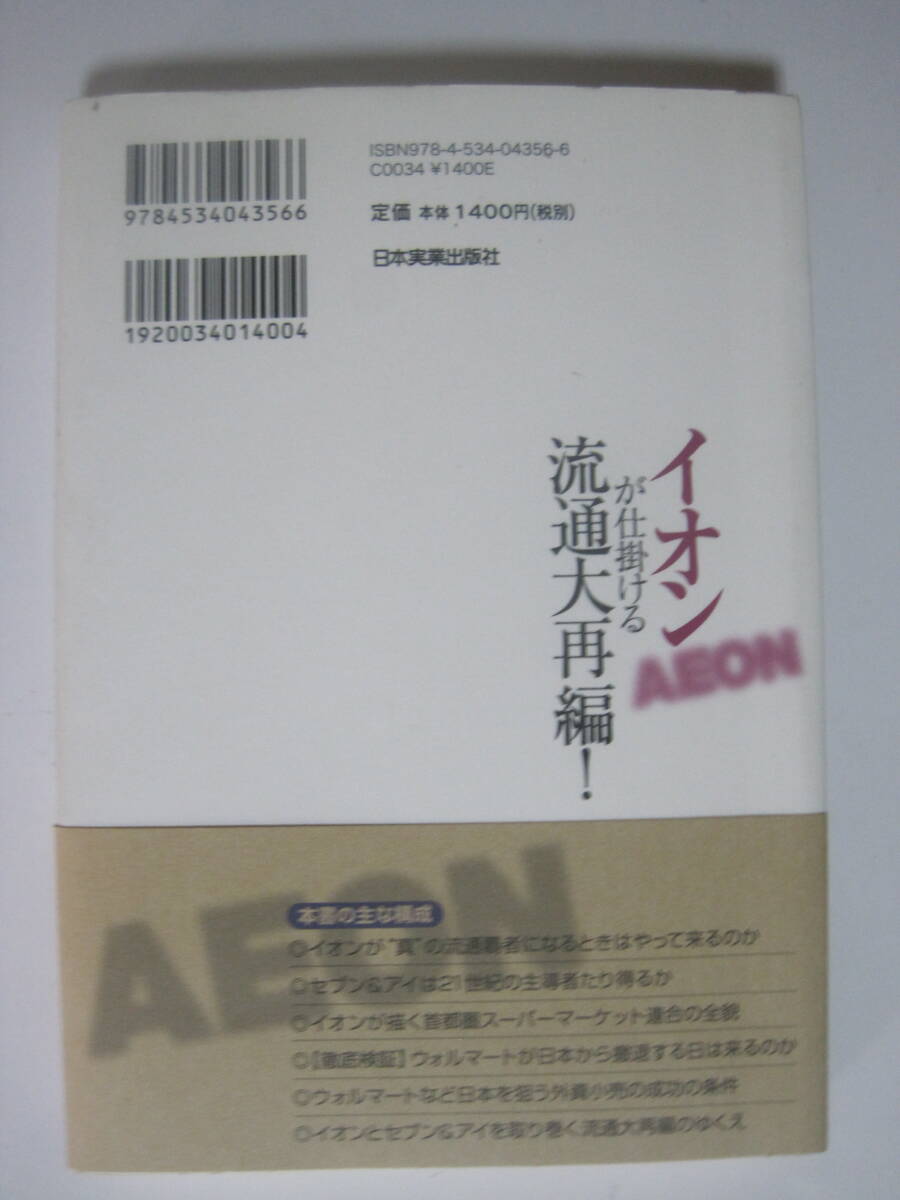 ISBN978-4-534-04356-6
C0034 ¥1400E
9784534043566
定価 本体1400円(税別)
日本実業出版社
1920034014004
イオン
が仕掛ける
流通大再編!
AEON
AEON
本書の主な構成
◎イオンが“真”の流通覇者になるときはやって来るのか
◎セブン&アイは21世紀の主導者たり得るか
◎イオンが描く首都圏スーパーマーケット連合の全貌
◎【徹底検証】ウォルマートが日本から撤退する日は来るのか
◎ウォルマートなど日本を狙う外資小売の成功の条件
◎イオンとセブン&アイを取り巻く流通大再編のゆくえ